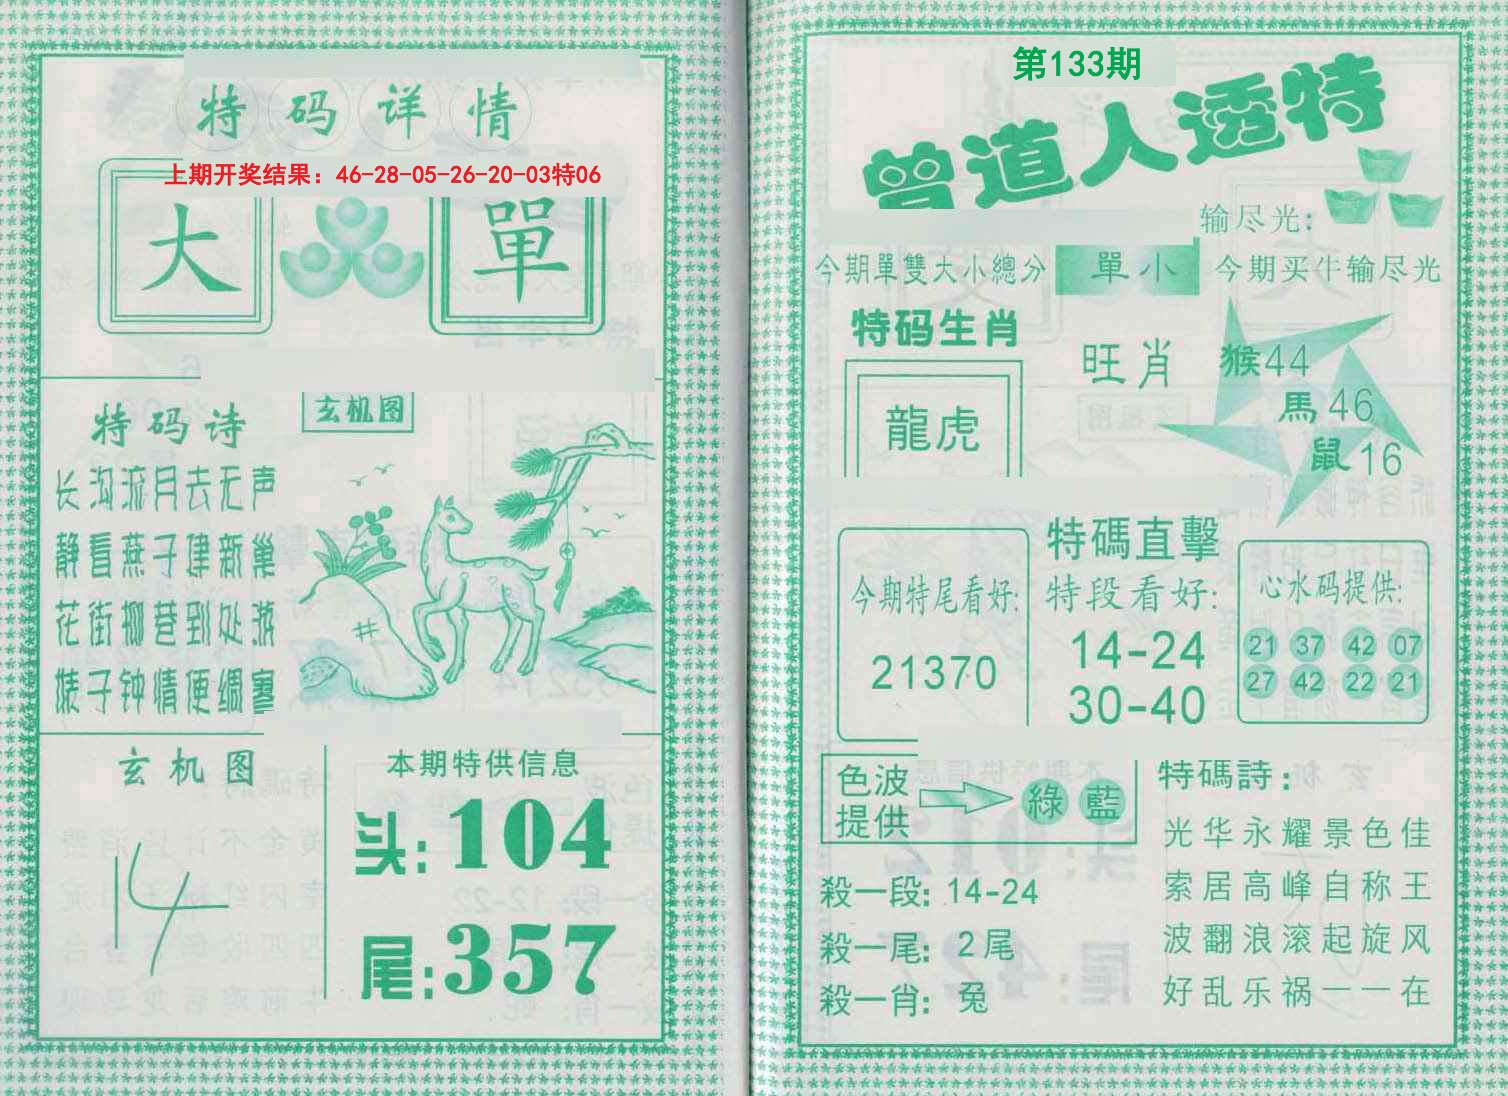 特码详情
上期开奖结果：46-28-05-26-20-03特06
大
單
特码诗
长沟流月去无声
静看燕子建新巢
花街柳巷到处游
婊子钟情便绸寥
玄机图
井
玄机图
14
本期特供信息
头:104
尾:357
第133期
曾道人透特
输尽光:
今期單雙大小總分
單小
今期买牛输尽光
特码生肖
龍虎
旺肖
猴44
馬46
鼠16
今期特尾看好:
21370
特碼直擊
特段看好:
14-24
30-40
心水码提供:
21 37 42 07
27 42 22 21
色波
提供
綠 藍
殺一段: 14-24
殺一尾: 2尾
殺一肖: 兔
特碼詩:
光华永耀景色佳
索居高峰自称王
波翻浪滚起旋风
好乱乐祸一一在